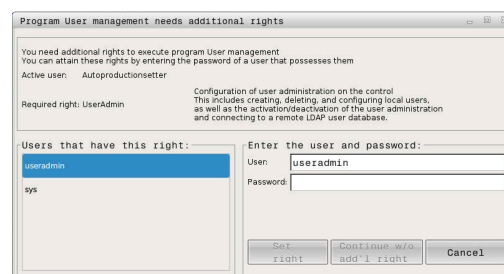 Program User management needs additional rights
You need additional rights to execute program User management
You can attain these rights by entering the password of a user that possesses them
Active user: Autoproductionsetter
Required right: UserAdmin
Configuration of user administration on the control
This includes creating, deleting, and configuring local users,
as well as the activation/deactivation of the user administration
and connecting to a remote LDAP user database.
Users that have this right:
useradmin
sys
Enter the user and password:
User: useradmin
Password:
Set right
Continue w/o add'l right
Cancel